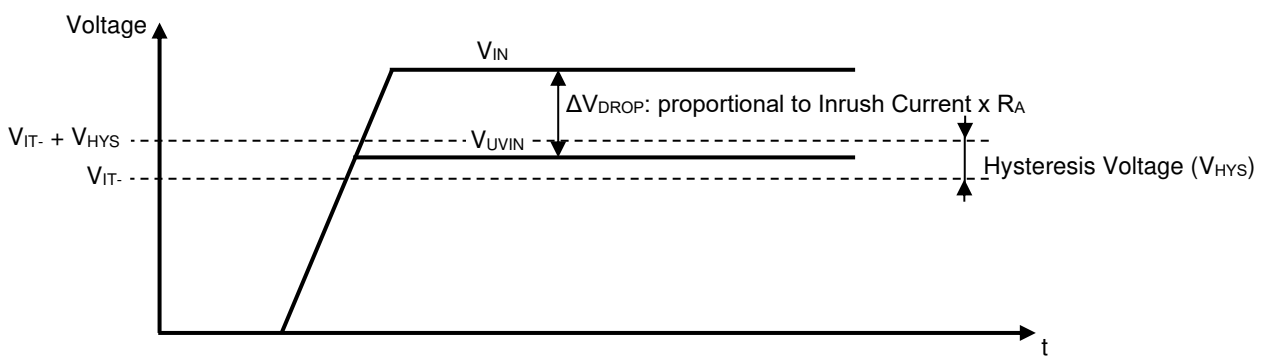 Voltage
VIN
ΔVDROP: proportional to Inrush Current x RA
VIT- + VHYS
VUVIN
Hysteresis Voltage (VHYS)
VIT-
t